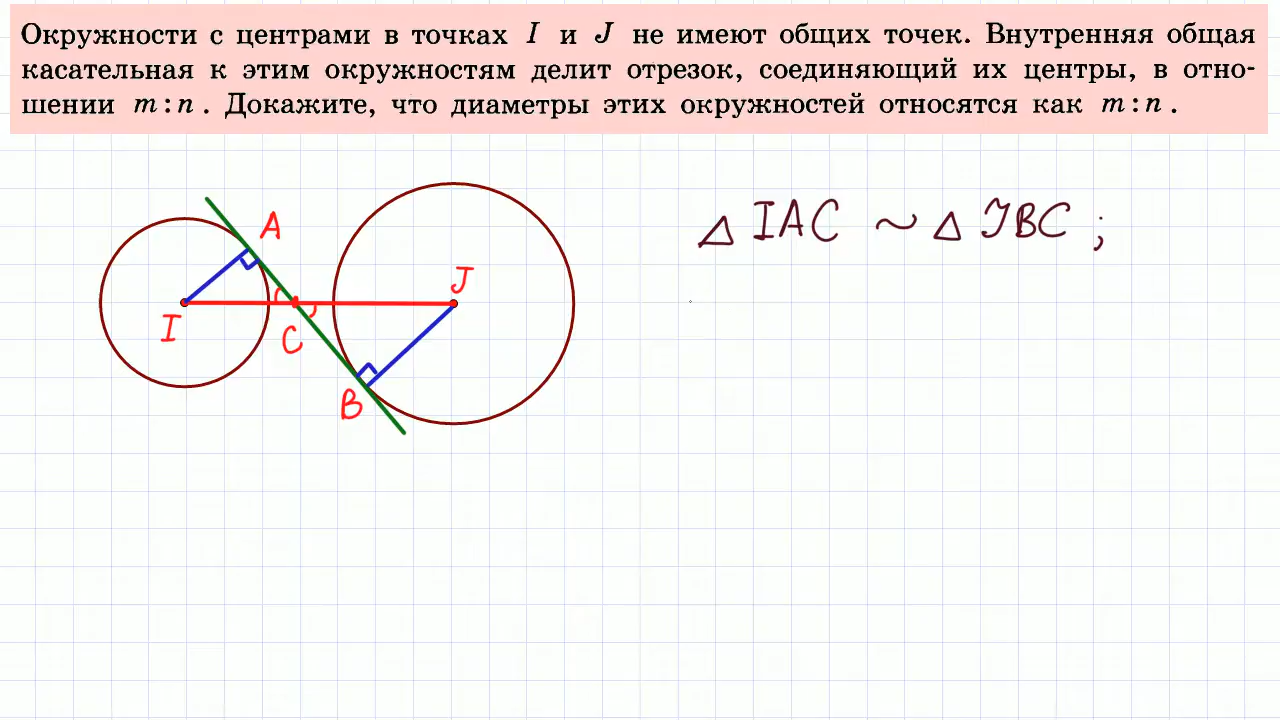 Окружности с центрами в точках I и J не имеют общих точек. Внутренняя общая
касательная к этим окружностям делит отрезок, соединяющий их центры, в отно-
шении m : n . Докажите, что диаметры этих окружностей относятся как m : n .
△ IAC ~ △ JBC ;
A
J
I
C
B